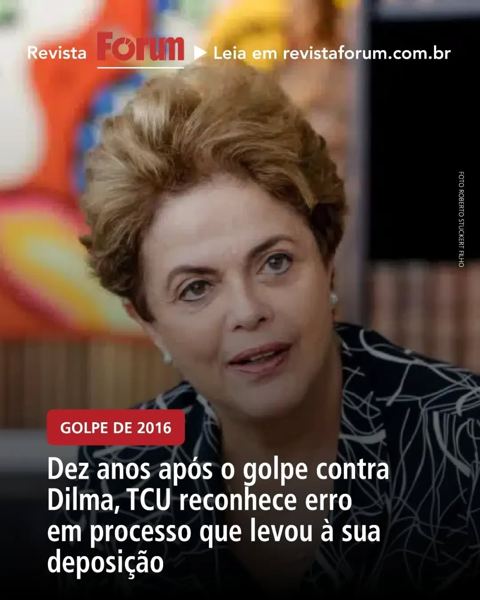 Revista Forum ▶ Leia em revistaforum.com.br
FOTO ROBERTO STUCKERT FILHO
GOLPE DE 2016
Dez anos após o golpe contra
Dilma, TCU reconhece erro
em processo que levou à sua
deposição